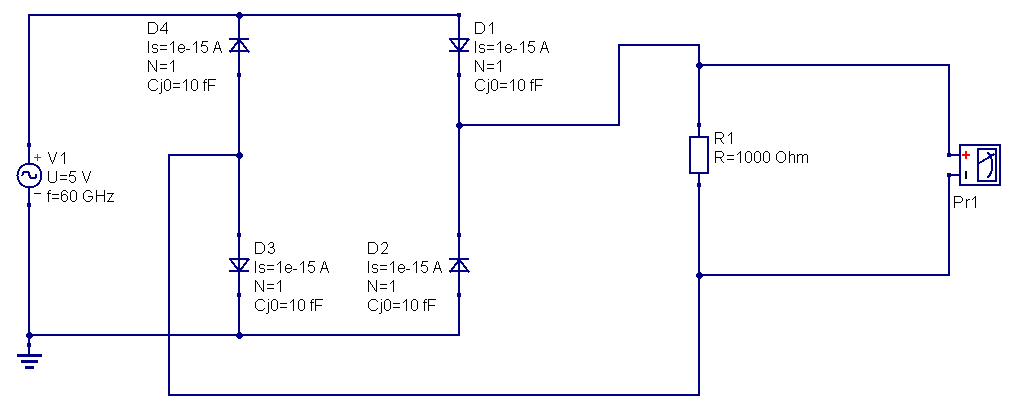 D4
Is=1e-15 A
N=1
Cj0=10 fF
D1
Is=1e-15 A
N=1
Cj0=10 fF
+ V1
U=5 V
− f=60 GHz
R1
R=1000 Ohm
+
-
Pr1
D3
Is=1e-15 A
N=1
Cj0=10 fF
D2
Is=1e-15 A
N=1
Cj0=10 fF